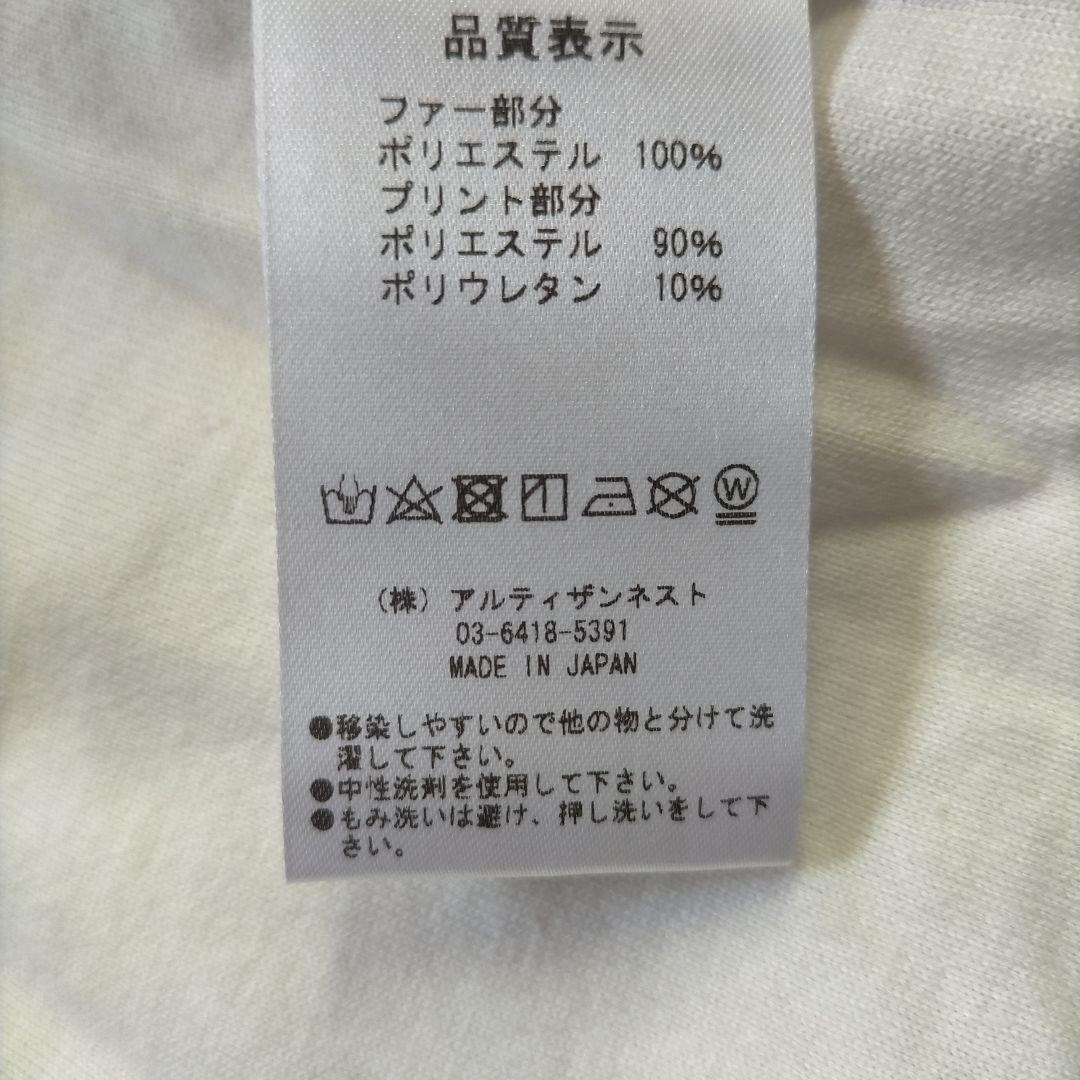 品質表示
ファー部分
ポリエステル 100%
プリント部分
ポリエステル 90%
ポリウレタン 10%
W
(株) アルティザンネスト
03-6418-5391
MADE IN JAPAN
●移染しやすいので他の物と分けて洗
濯して下さい。
●中性洗剤を使用して下さい。
●もみ洗いは避け、押し洗いをして下
さい。